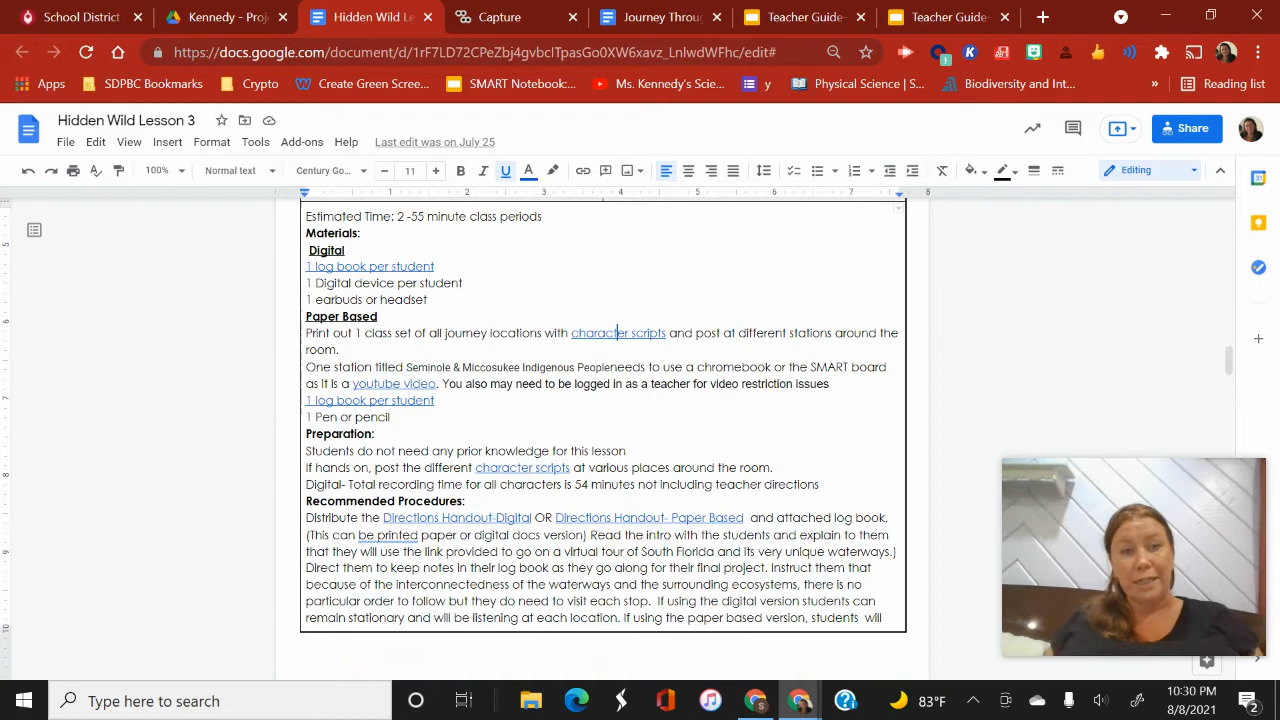 School District
Kennedy - Proj
Hidden Wild Le
Capture
Journey Throu
Teacher Guide-
Teacher Guide-
https://docs.google.com/document/d/1rF7LD72CPeZbj4gvbcITpasGo0XW6xavz_LnlwdWFhc/edit#
Apps
SDPBC Bookmarks
Crypto
Create Green Scree...
SMART Notebook:...
Ms. Kennedy's Scie...
y
Physical Science | S...
Biodiversity and Int...
»
Reading list
Hidden Wild Lesson 3
File Edit View Insert Format Tools Add-ons Help Last edit was on July 25
Share
100% Normal text Century Go... 11 Editing
1 2 3 4 5 6 7 8
Estimated Time: 2 -55 minute class periods
Materials:
Digital
1 log book per student
1 Digital device per student
1 earbuds or headset
Paper Based
Print out 1 class set of all journey locations with character scripts and post at different stations around the
room.
One station titled Seminole & Miccosukee Indigenous Peopleneeds to use a chromebook or the SMART board
as it is a youtube video. You also may need to be logged in as a teacher for video restriction issues
1 log book per student
1 Pen or pencil
Preparation:
Students do not need any prior knowledge for this lesson
If hands on, post the different character scripts at various places around the room.
Digital- Total recording time for all characters is 54 minutes not including teacher directions
Recommended Procedures:
Distribute the Directions Handout-Digital OR Directions Handout- Paper Based and attached log book.
(This can be printed paper or digital docs version) Read the intro with the students and explain to them
that they will use the link provided to go on a virtual tour of South Florida and its very unique waterways.)
Direct them to keep notes in their log book as they go along for their final project. Instruct them that
because of the interconnectedness of the waterways and the surrounding ecosystems, there is no
particular order to follow but they do need to visit each stop. If using the digital version students can
remain stationary and will be listening at each location. If using the paper based version, students will
Type here to search
83°F
10:30 PM
8/8/2021
2